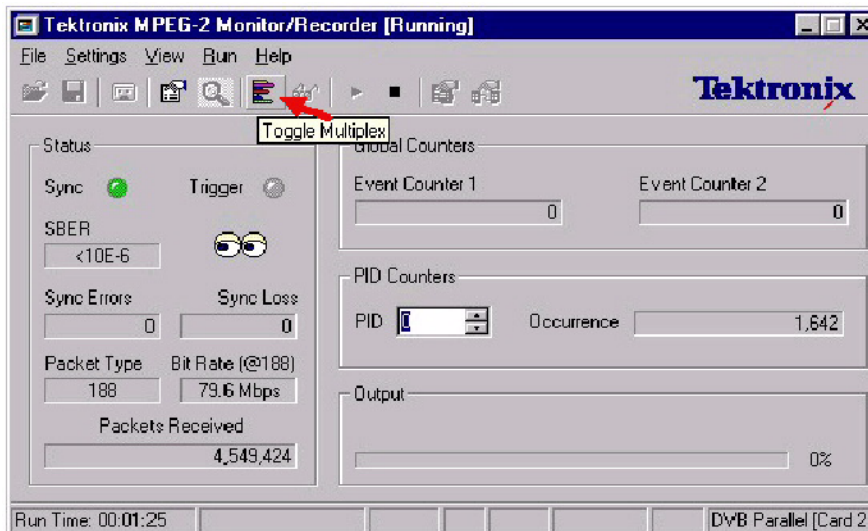 Tektronix MPEG-2 Monitor/Recorder [Running]
File Settings View Run Help
Tektronix
Toggle Multiplex
Status
Sync Trigger
SBER
<10E-6
Sync Errors Sync Loss
0 0
Packet Type Bit Rate (@188)
188 79.6 Mbps
Packets Received
4,549,424
Global Counters
Event Counter 1 Event Counter 2
0 0
PID Counters
PID 0 Occurrence 1,642
Output
0%
Run Time: 00:01:25 DVB Parallel [Card 2